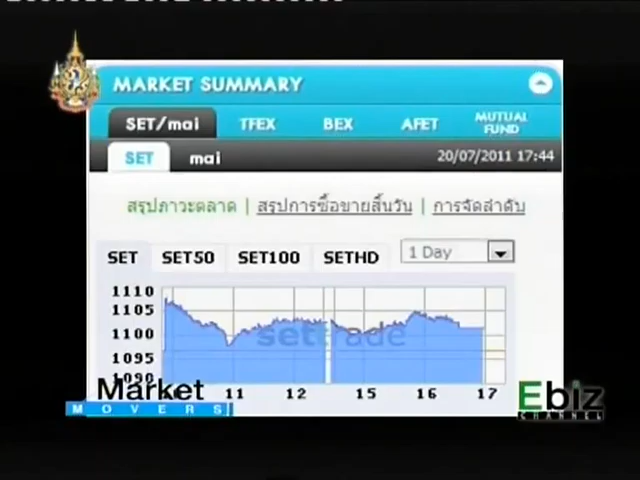 MARKET SUMMARY
SET/mai TFEX BEX AFET MUTUAL FUND
SET mai 20/07/2011 17:44
สรุปภาวะตลาด | สรุปการซื้อขายสิ้นวัน | การจัดลำดับ
SET SET50 SET100 SETHD 1 Day
1110
1105
1100
1095
1090
settrade
11 12 15 16 17
Market
MOVERS
Ebiz
CHANNEL